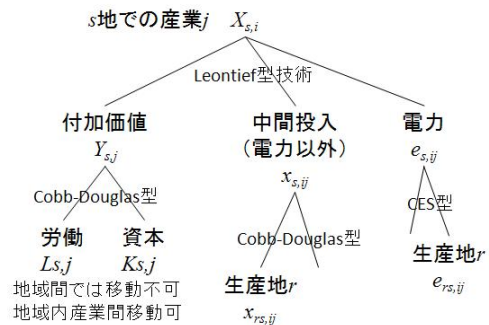 s地での産業j X_{s,i}
Leontief型技術
付加価値 中間投入 電力
（電力以外）
Y_{s,j} x_{s,ij} e_{s,ij}
Cobb-Douglas型 CES型
労働 資本 Cobb-Douglas型
Ls,j Ks,j 生産地r 生産地r
地域間では移動不可 x_{rs,ij} e_{rs,ij}
地域内産業間移動可